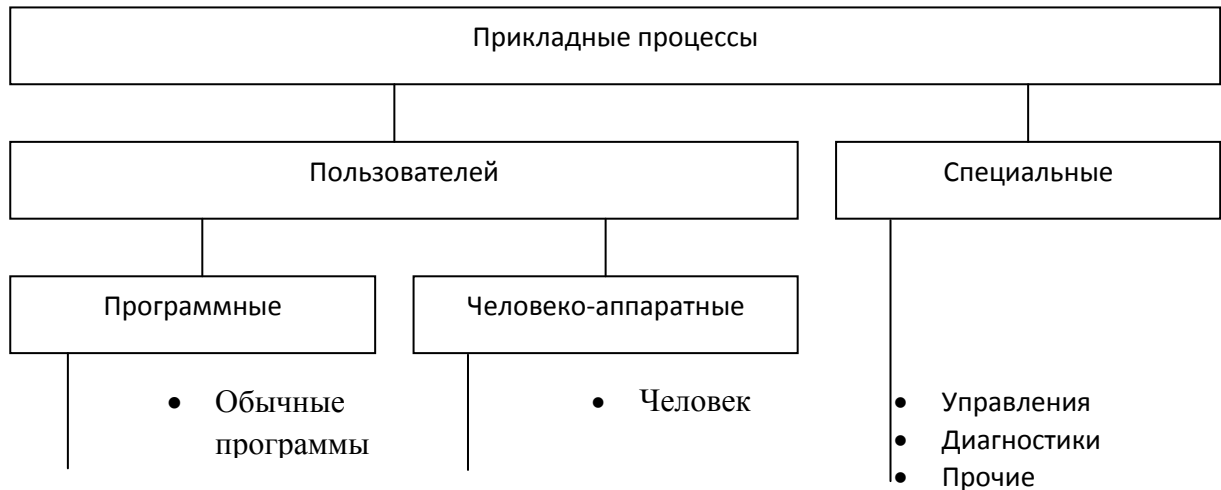 Прикладные процессы
Пользователей
Специальные
Программные
Человеко-аппаратные
• Обычные
программы
• Человек
• Управления
• Диагностики
• Прочие